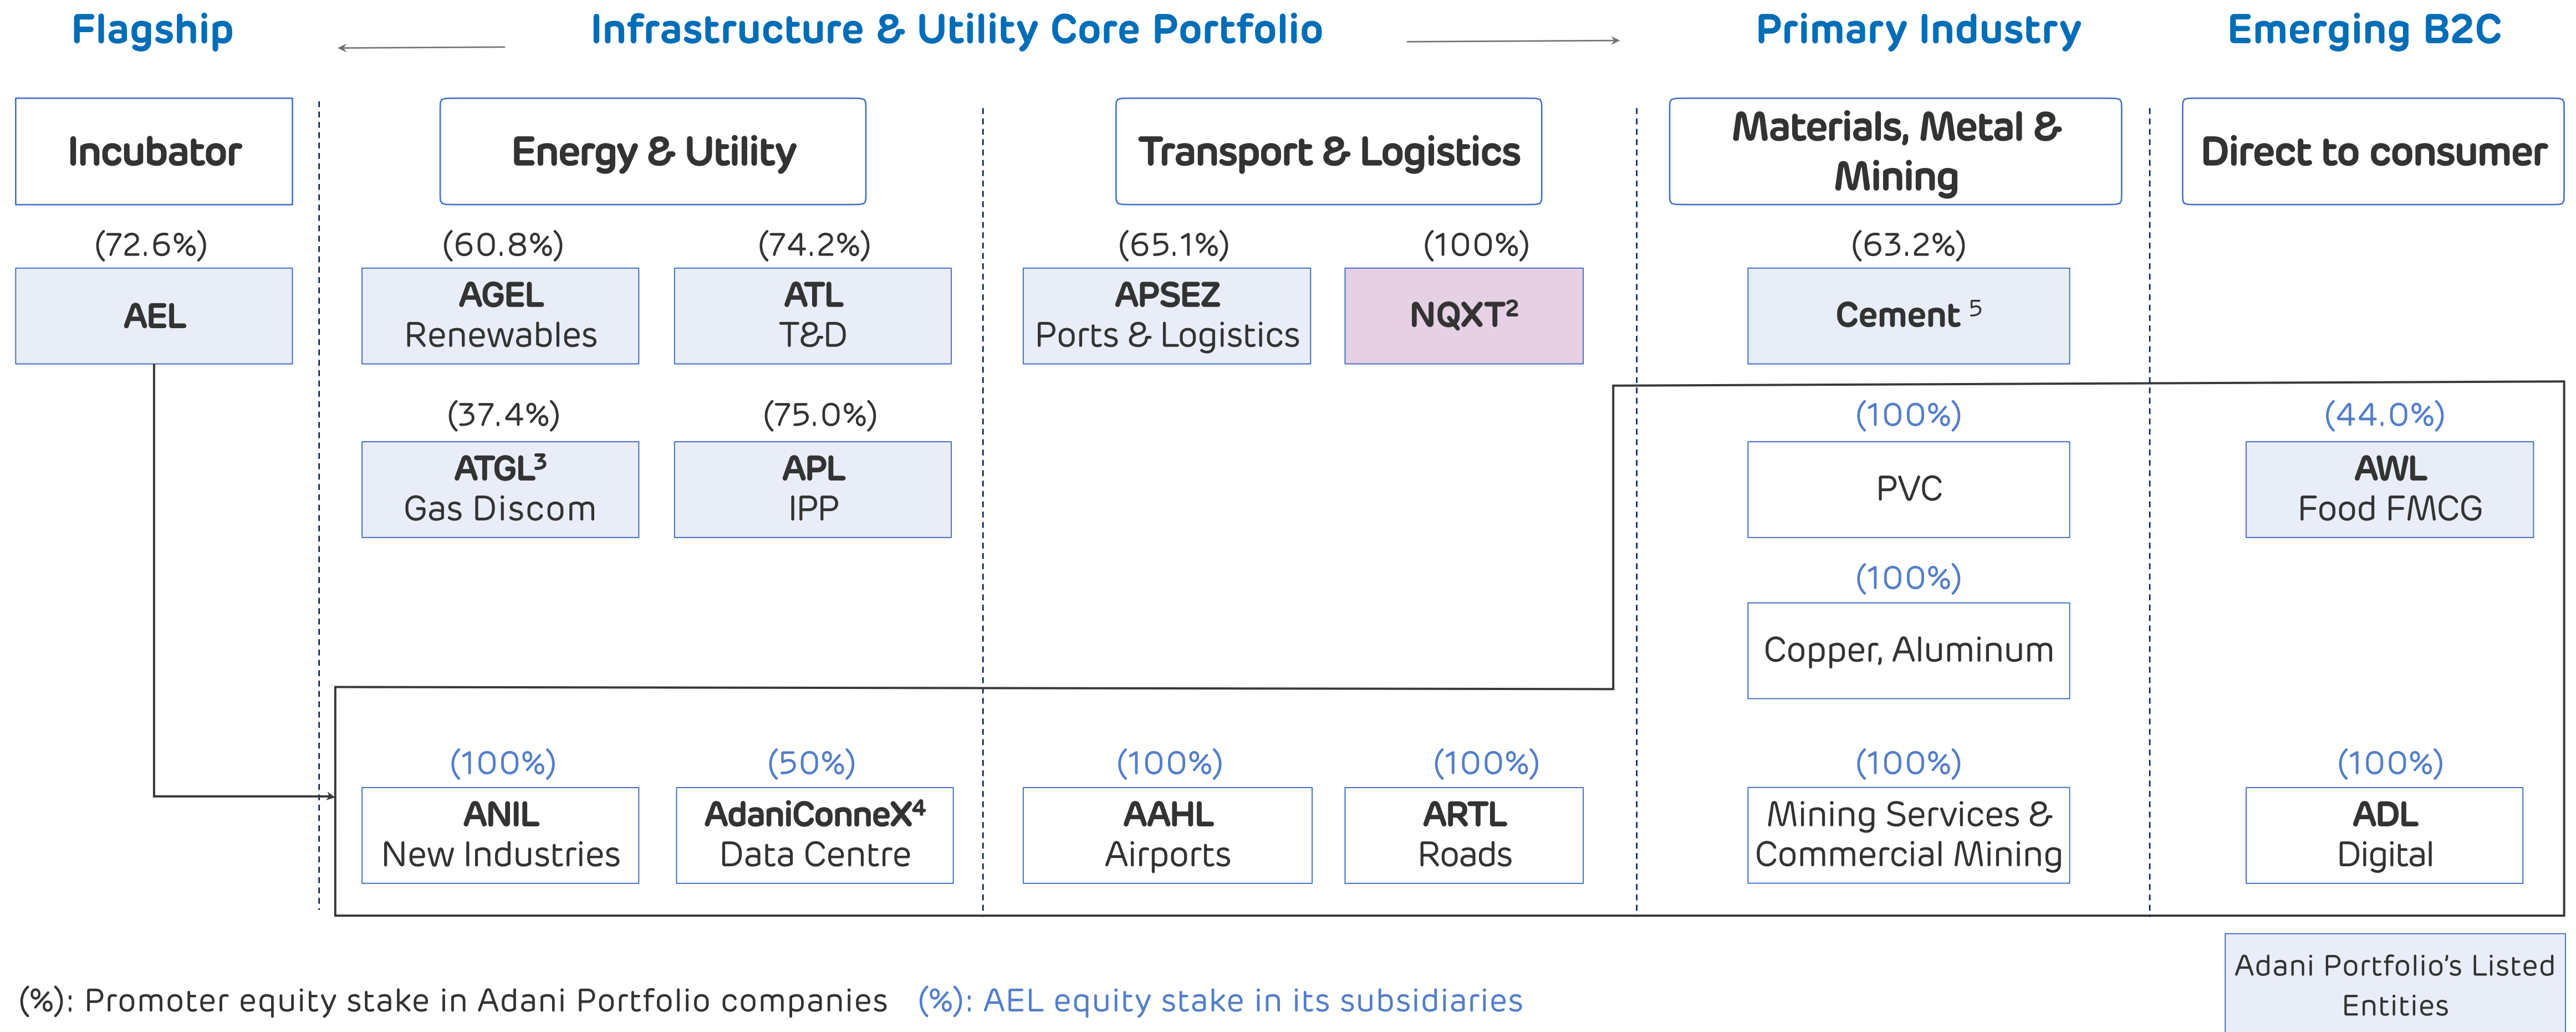 Flagship
Infrastructure & Utility Core Portfolio
Primary Industry
Emerging B2C
Incubator
Energy & Utility
Transport & Logistics
Materials, Metal &
Mining
Direct to consumer
(72.6%)
(60.8%)
(74.2%)
(65.1%)
(100%)
(63.2%)
AEL
AGEL
Renewables
ATL
T&D
APSEZ
Ports & Logistics
NQXT²
Cement ⁵
(37.4%)
(75.0%)
(100%)
(44.0%)
ATGL³
Gas Discom
APL
IPP
PVC
AWL
Food FMCG
(100%)
Copper, Aluminum
(100%)
(50%)
(100%)
(100%)
(100%)
(100%)
ANIL
New Industries
AdaniConneX⁴
Data Centre
AAHL
Airports
ARTL
Roads
Mining Services &
Commercial Mining
ADL
Digital
(%): Promoter equity stake in Adani Portfolio companies
(%): AEL equity stake in its subsidiaries
Adani Portfolio's Listed
Entities